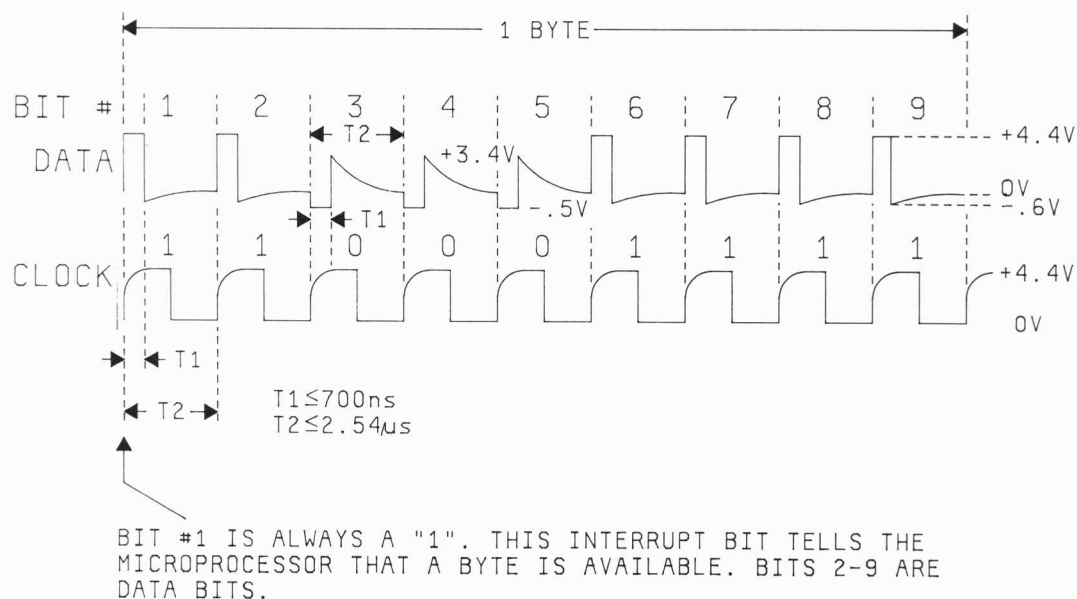 1 BYTE
BIT # 1 2 3 4 5 6 7 8 9
T2
+4.4V
DATA
+3.4V
0V
-.5V
-.6V
T1
1 1 0 0 0 1 1 1 1
CLOCK
+4.4V
0V
T1
T2
T1≤700ns
T2≤2.54µs
BIT #1 IS ALWAYS A "1". THIS INTERRUPT BIT TELLS THE
MICROPROCESSOR THAT A BYTE IS AVAILABLE. BITS 2-9 ARE
DATA BITS.